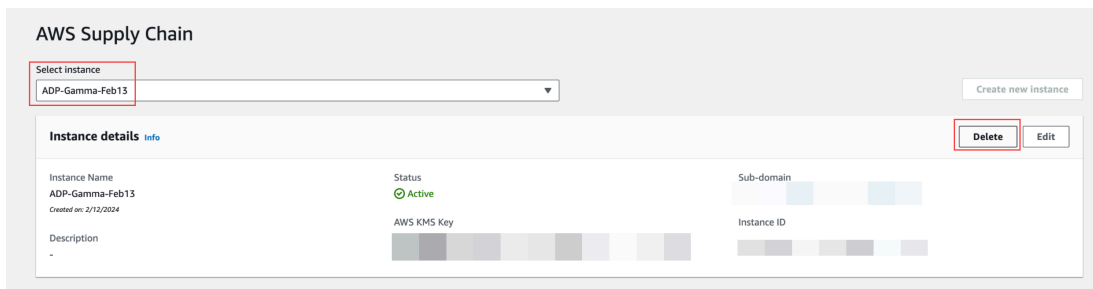 AWS Supply Chain
Select instance
ADP-Gamma-Feb13
Create new instance
Instance details Info
Delete
Edit
Instance Name
ADP-Gamma-Feb13
Created on: 2/12/2024
Description
-
Status
Active
AWS KMS Key
Sub-domain
Instance ID